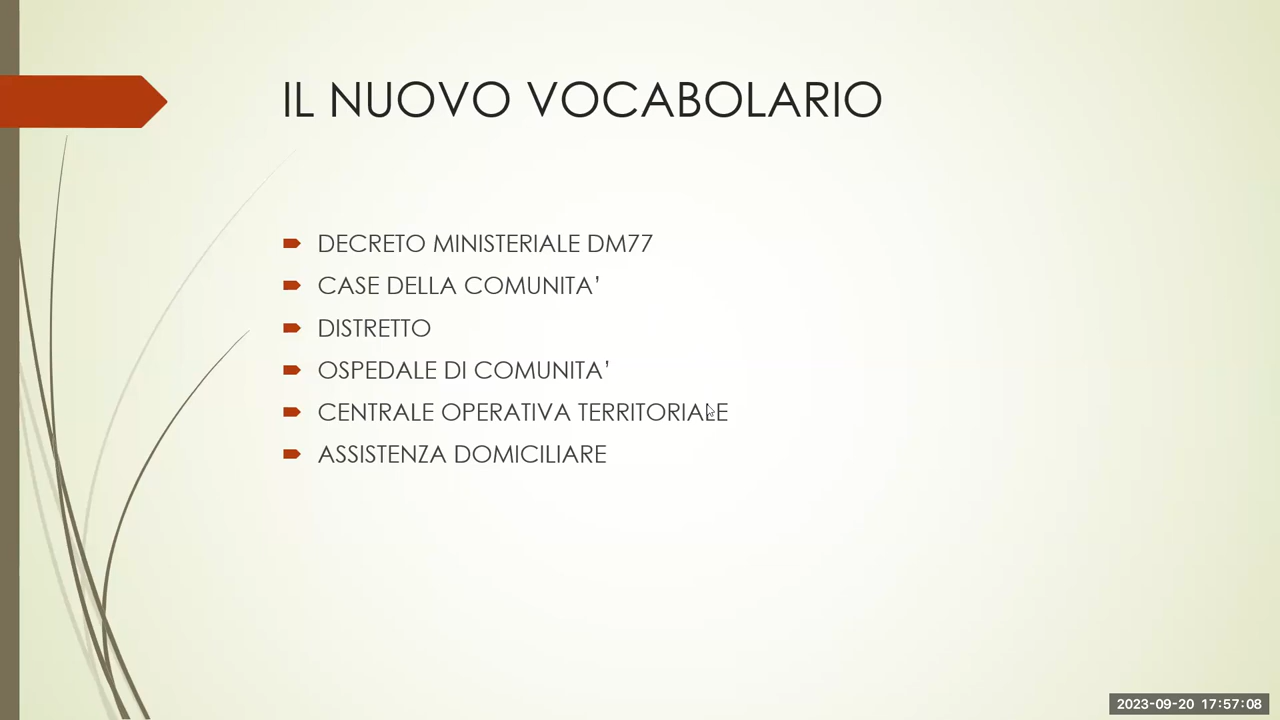 IL NUOVO VOCABOLARIO
DECRETO MINISTERIALE DM77
CASE DELLA COMUNITA’
DISTRETTO
OSPEDALE DI COMUNITA’
CENTRALE OPERATIVA TERRITORIALE
ASSISTENZA DOMICILIARE
2023-09-20 17:57:08